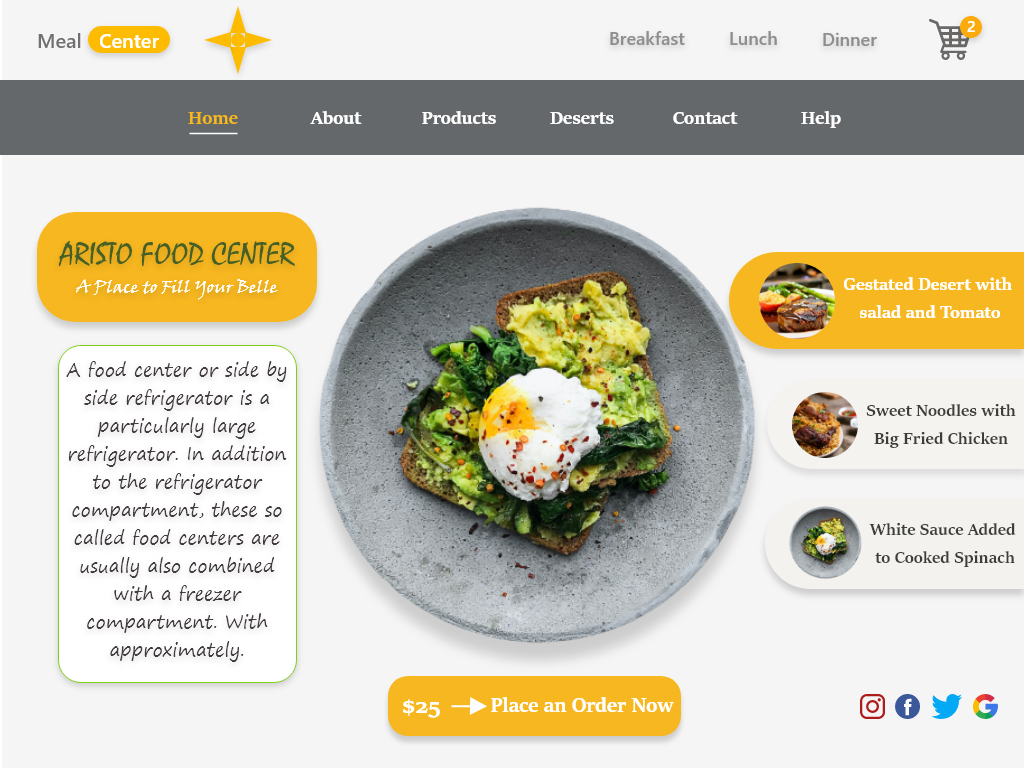 Meal Center
Breakfast Lunch Dinner 2
Home About Products Deserts Contact Help
ARISTO FOOD CENTER
A Place to Fill Your Belle
A food center or side by
side refrigerator is a
particularly large
refrigerator. In addition
to the refrigerator
compartment, these so
called food centers are
usually also combined
with a freezer
compartment. With
approximately.
Gestated Desert with
salad and Tomato
Sweet Noodles with
Big Fried Chicken
White Sauce Added
to Cooked Spinach
$25 Place an Order Now